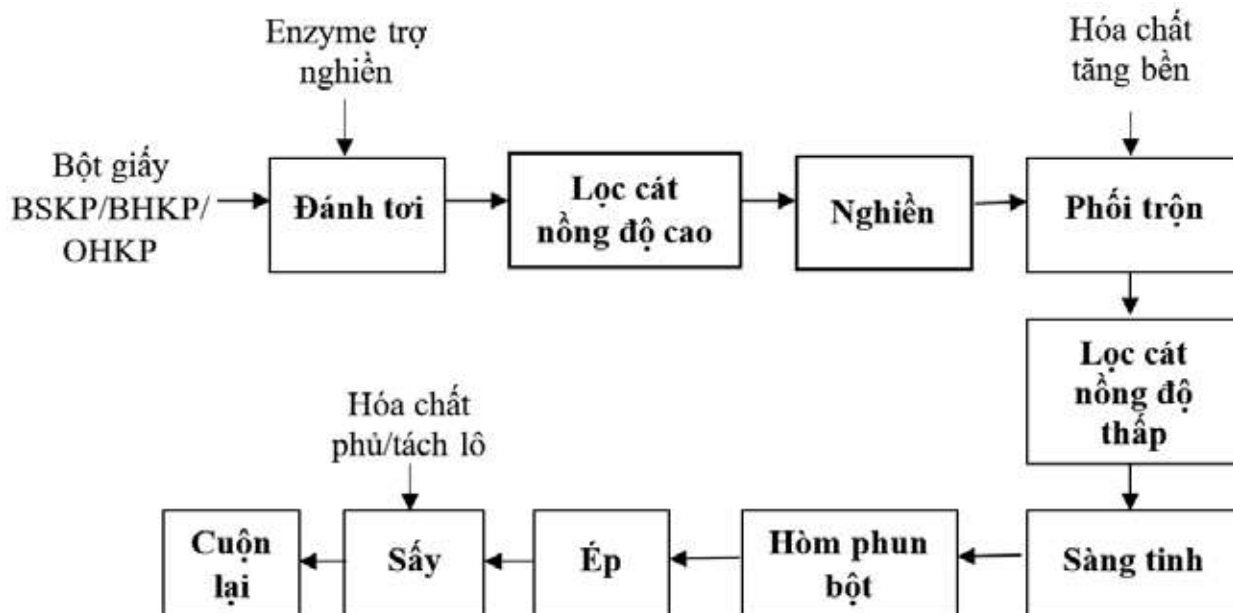 Enzyme trợ
nghiền
Hóa chất
tăng bền
Bột giấy
BSKP/BHKP/
OHKP
Đánh tơi
Lọc cát
nồng độ cao
Nghiền
Phối trộn
Lọc cát
nồng độ
thấp
Hóa chất
phủ/tách lô
Cuộn
lại
Sấy
Ép
Hòm phun
bột
Sàng tinh